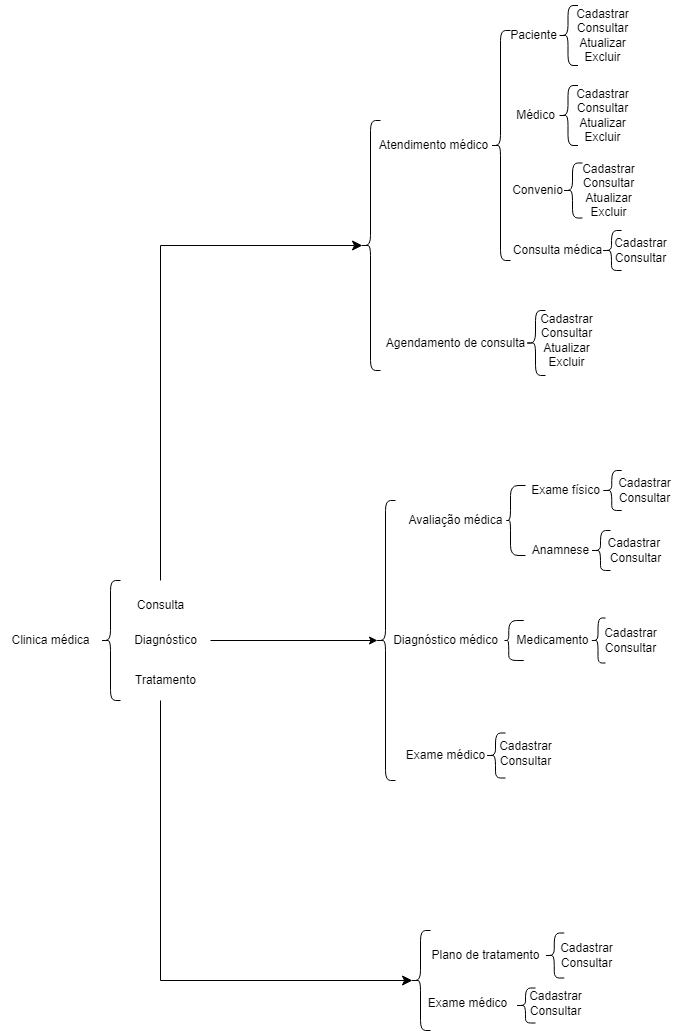 Paciente
Cadastrar
Consultar
Atualizar
Excluir
Médico
Cadastrar
Consultar
Atualizar
Excluir
Atendimento médico
Convenio
Cadastrar
Consultar
Atualizar
Excluir
Consulta médica
Cadastrar
Consultar
Agendamento de consulta
Cadastrar
Consultar
Atualizar
Excluir
Avaliação médica
Exame físico
Cadastrar
Consultar
Anamnese
Cadastrar
Consultar
Clinica médica
Consulta
Diagnóstico
Tratamento
Diagnóstico médico
Medicamento
Cadastrar
Consultar
Exame médico
Cadastrar
Consultar
Plano de tratamento
Cadastrar
Consultar
Exame médico
Cadastrar
Consultar